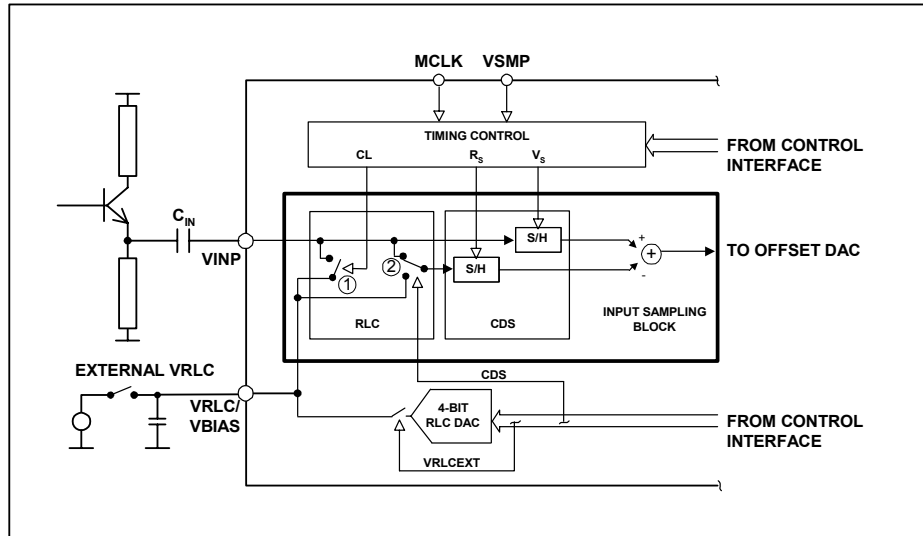 MCLK VSMP
TIMING CONTROL
CL RS VS
FROM CONTROL
INTERFACE
CIN
VINP
S/H
S/H
+
-
+
TO OFFSET DAC
1
2
RLC
CDS
INPUT SAMPLING
BLOCK
EXTERNAL VRLC
VRLC/
VBIAS
CDS
4-BIT
RLC DAC
VRLCEXT
FROM CONTROL
INTERFACE